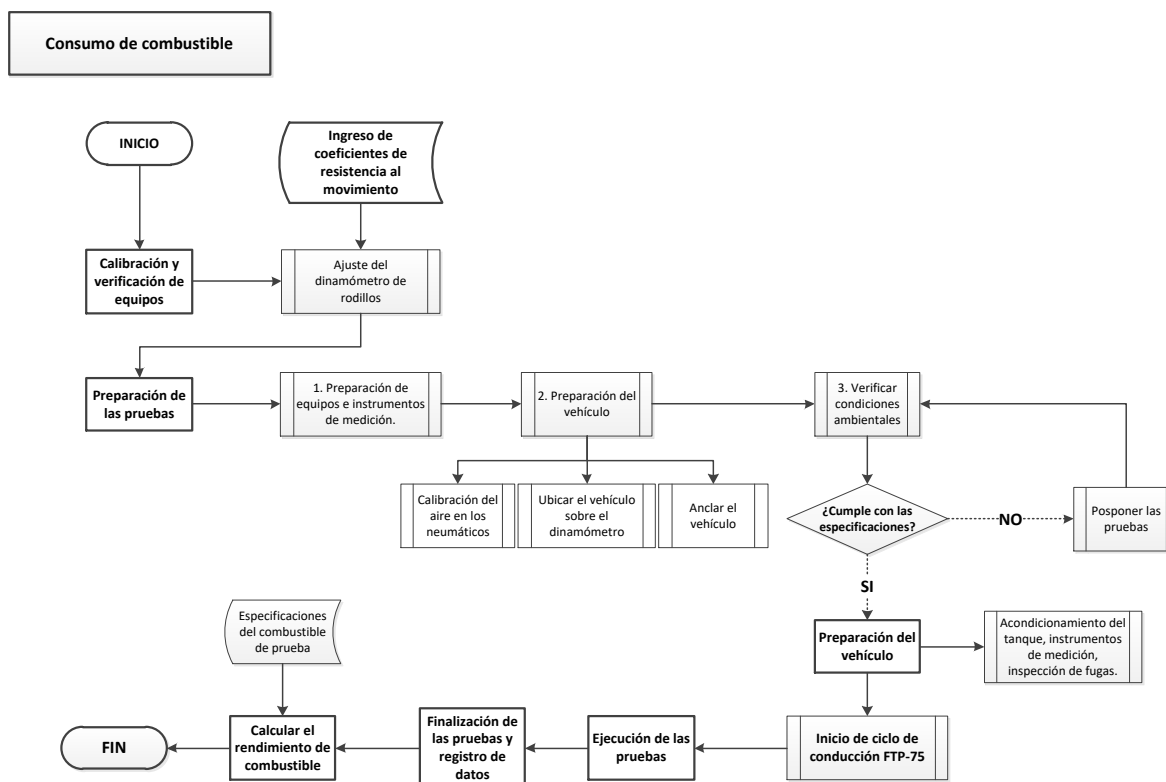 Consumo de combustible
INICIO
Ingreso de
coeficientes de
resistencia al
movimiento
Calibración y
verificación de
equipos
Ajuste del
dinamómetro de
rodillos
Preparación de
las pruebas
1. Preparación de
equipos e instrumentos
de medición.
2. Preparación del
vehículo
3. Verificar
condiciones
ambientales
Calibración del
aire en los
neumáticos
Ubicar el vehículo
sobre el
dinamómetro
Anclar el
vehículo
¿Cumple con las
especificaciones?
NO
Posponer las
pruebas
SI
Especificaciones
del combustible
de prueba
Preparación del
vehículo
Acondicionamiento del
tanque, instrumentos
de medición,
inspección de fugas.
FIN
Calcular el
rendimiento de
combustible
Finalización de
las pruebas y
registro de
datos
Ejecución de las
pruebas
Inicio de ciclo de
conducción FTP-75